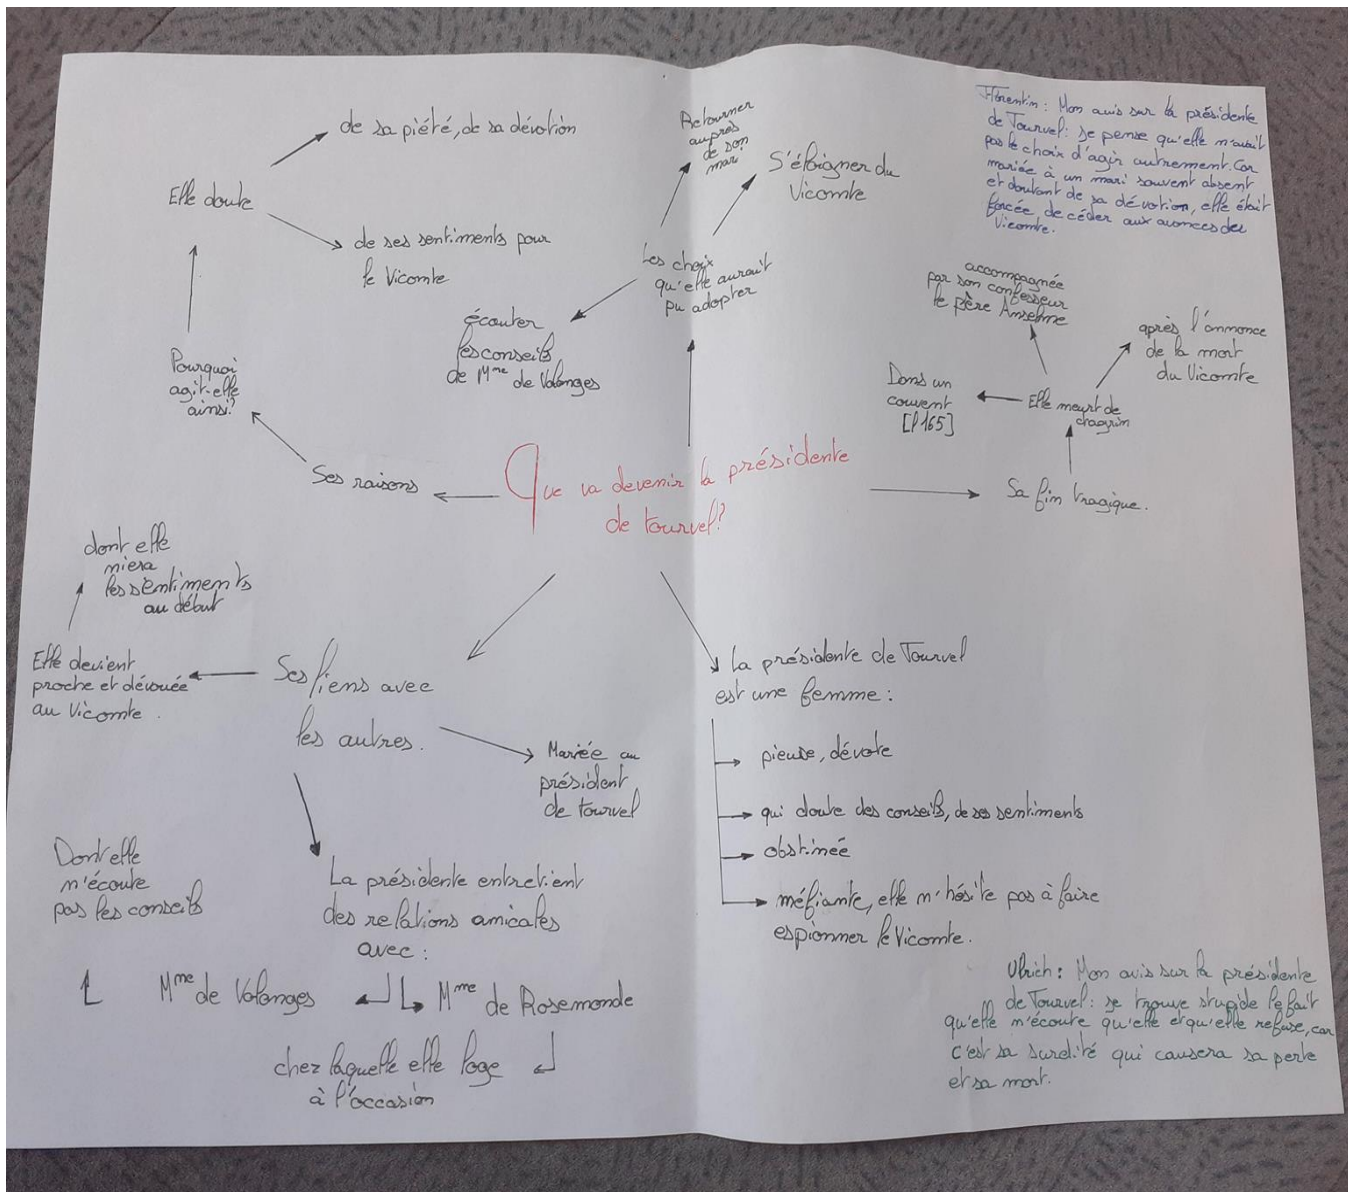 Que va devenir la présidente
de tourvel?
Ses raisons
Pourquoi
agit-elle
ainsi?
Elle doute
de sa piété, de sa dévotion
de ses sentiments pour
le Vicomte
Les choix
qu'elle aurait
pu adopter
Retourner
auprès
de son
mari
S'éloigner du
Vicomte
écouter
les conseils
de Mme de Volanges
Florentin : Mon avis sur la présidente
de Tourvel : je pense qu'elle n'avait
pas le choix d'agir autrement. Car
mariée à un mari souvent absent
et doutant de sa dévotion, elle était
forcée de céder aux avances du
Vicomte.
Sa fin tragique.
Elle meurt de
chagrin
accompagnée
par son confesseur
le père Anselme
après l'annonce
de la mort
du Vicomte
Dans un
couvent
[l 165]
Ses liens avec
les autres.
Elle devient
proche et dévouée
au Vicomte.
dont elle
niera
les sentiments
au début
Mariée au
président
de tourvel
La présidente entretient
des relations amicales
avec :
Mme de Volanges
Mme de Rosemonde
Dont elle
n'écoute
pas les conseils
chez laquelle elle loge
à l'occasion
La présidente de Tourvel
est une femme :
pieuse, dévote
qui doute des conseils, de ses sentiments
obstinée
méfiante, elle n'hésite pas à faire
espionner le Vicomte.
Ulrich : Mon avis sur la présidente
de Tourvel : je trouve stupide le fait
qu'elle n'écoute qu'elle et qu'elle refuse, car
c'est sa surdité qui causera sa perte
et sa mort.